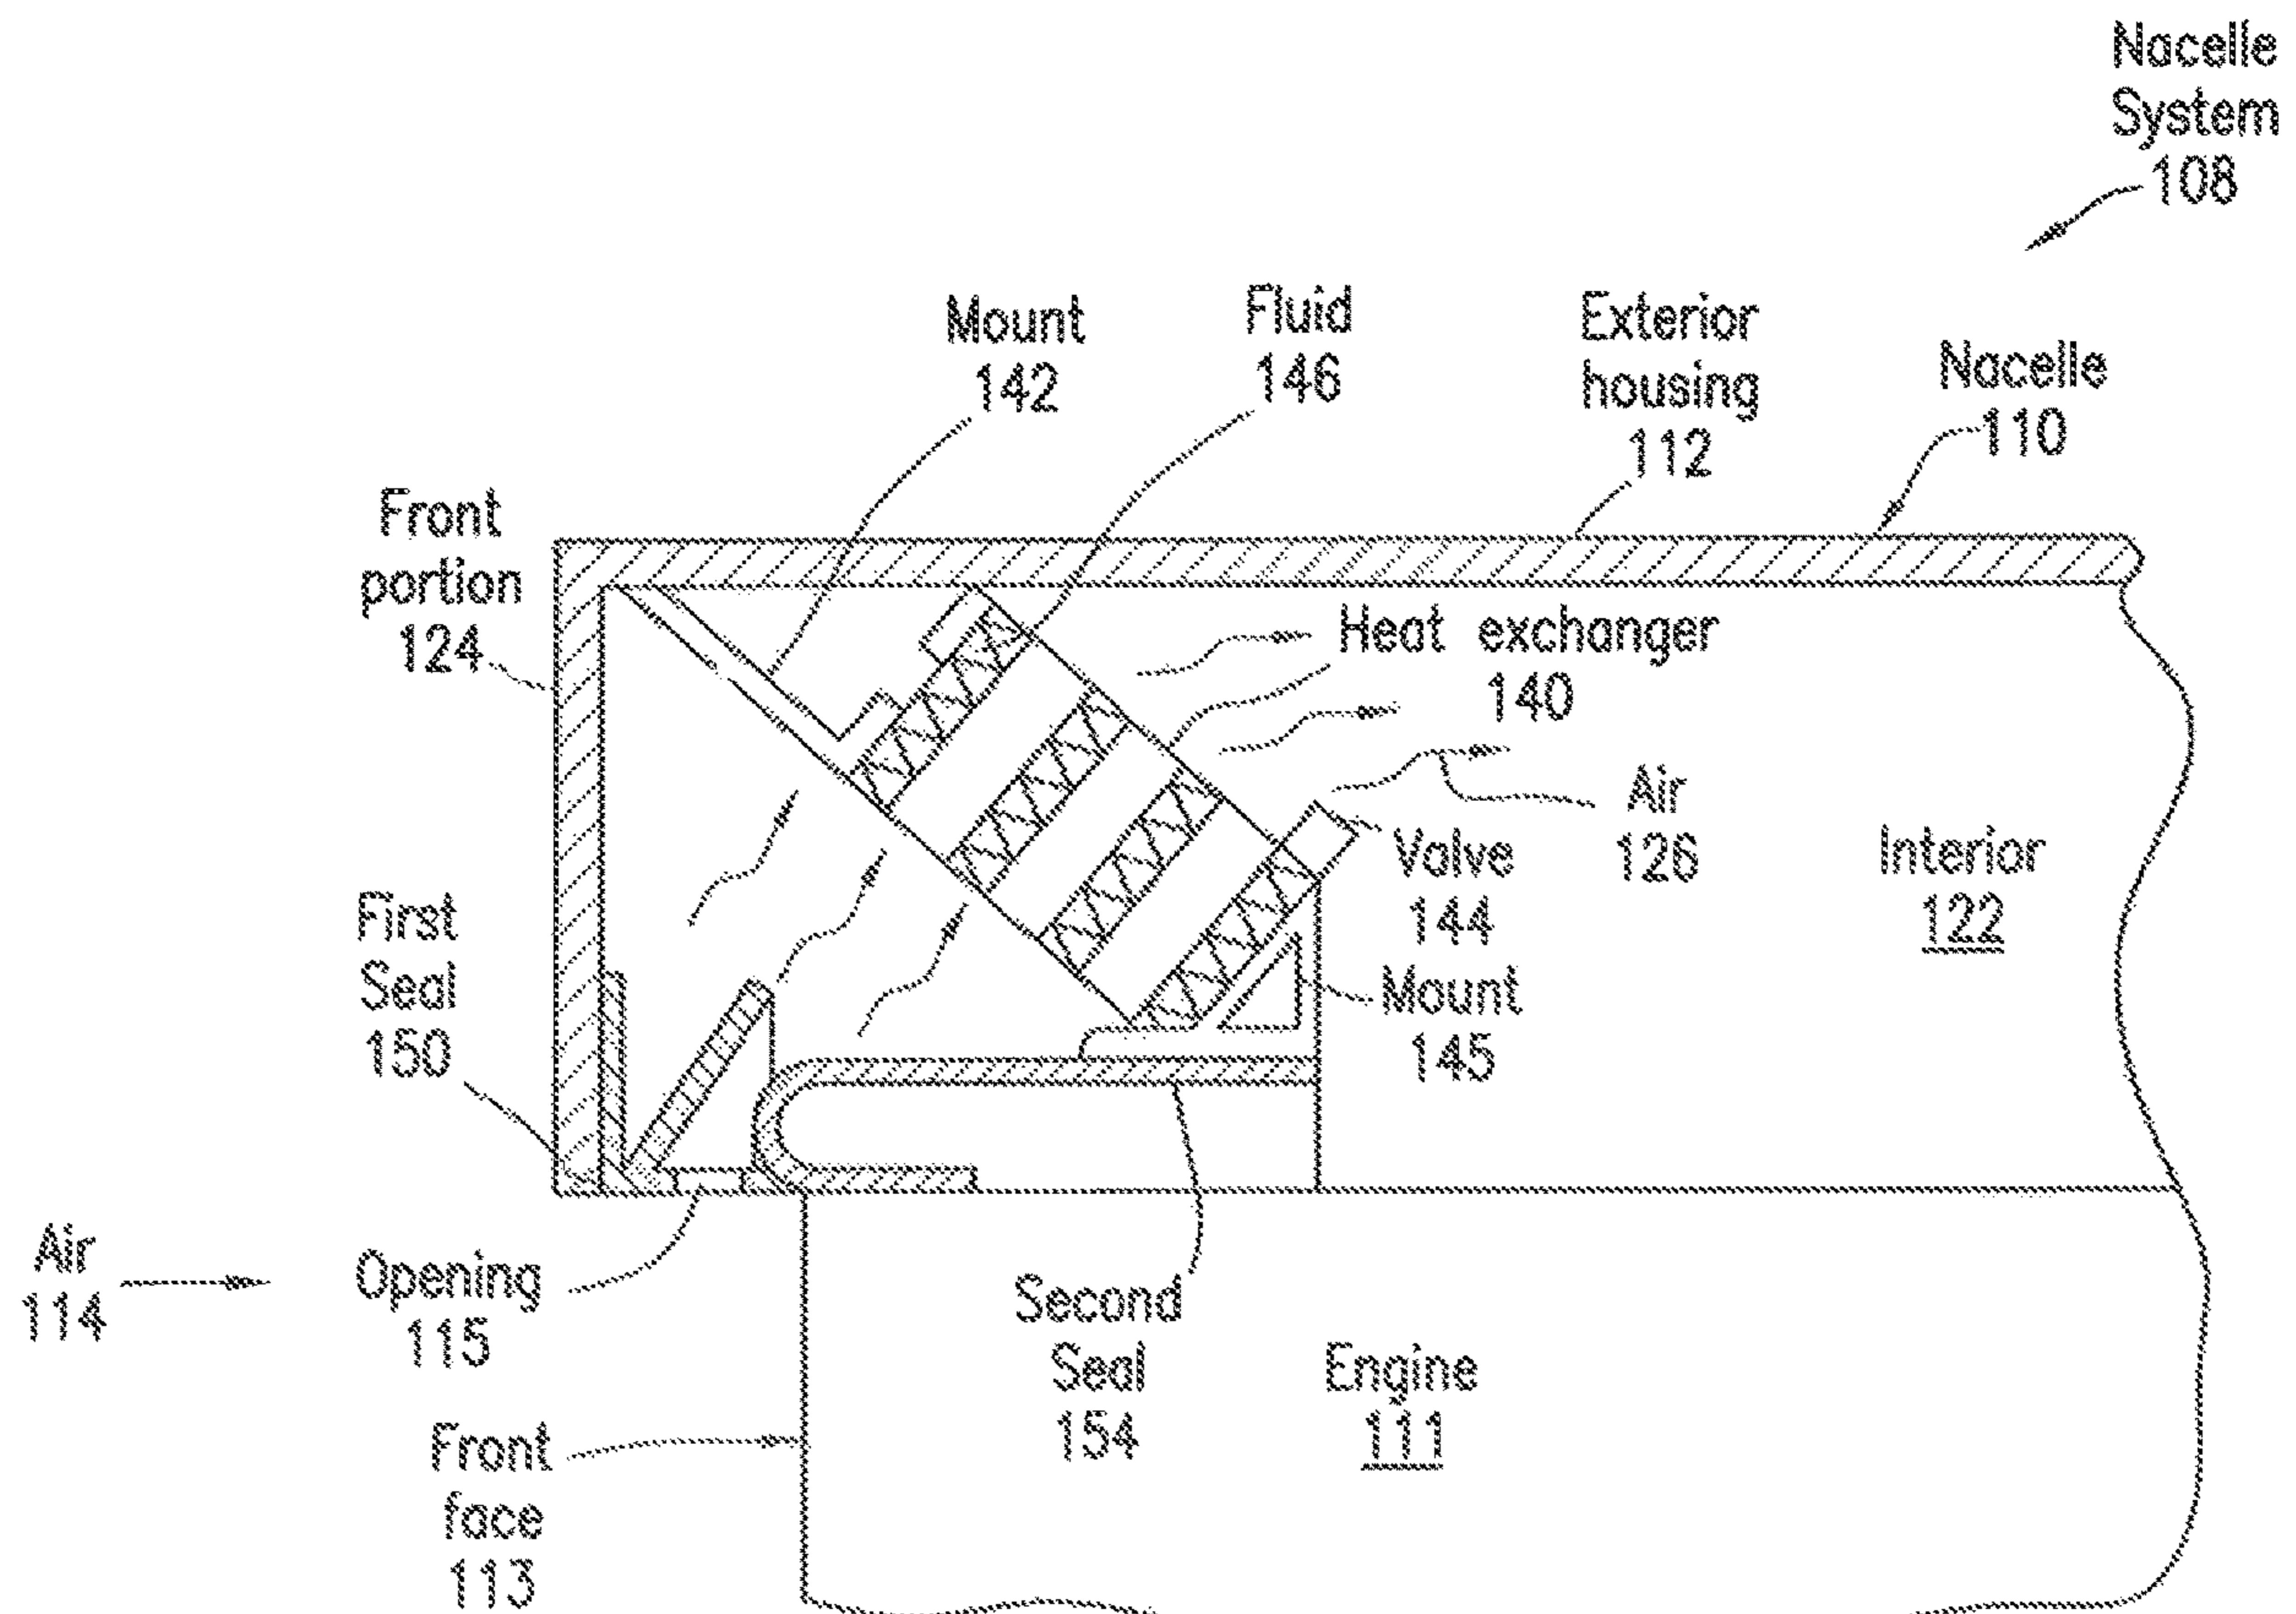 Nacelle
System
108
Mount
142
Fluid
146
Exterior
housing
112
Nacelle
110
Front
portion
124
Heat exchanger
140
Air
126
Valve
144
Interior
122
First
Seal
150
Mount
145
Air
114
Opening
115
Second
Seal
154
Engine
111
Front
face
113